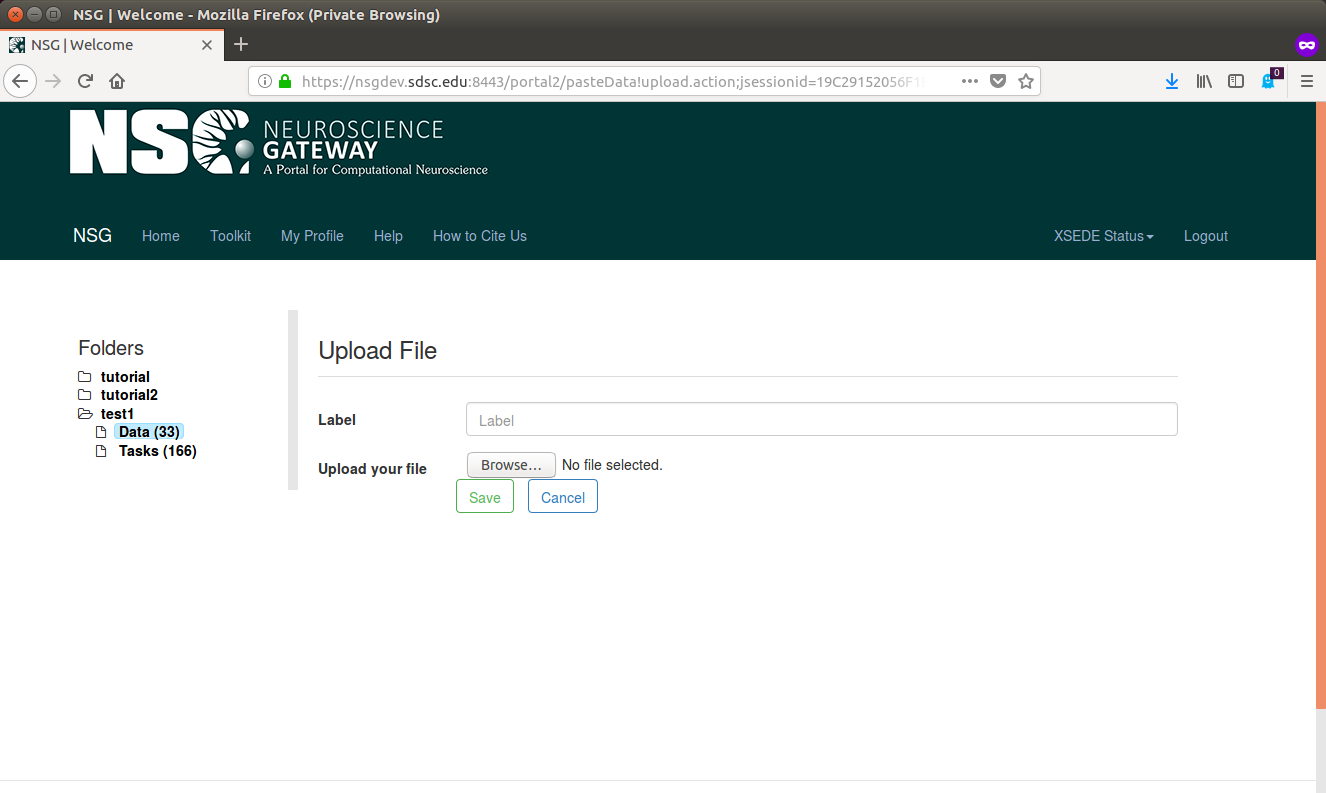 NSG | Welcome - Mozilla Firefox (Private Browsing)
NSG | Welcome
https://nsgdev.sdsc.edu:8443/portal2/pasteData!upload.action;jsessionid=19C29152056F1
0
NSG NEUROSCIENCE
GATEWAY
A Portal for Computational Neuroscience
NSG Home Toolkit My Profile Help How to Cite Us XSEDE Status Logout
Folders
tutorial
tutorial2
test1
Data (33)
Tasks (166)
Upload File
Label Label
Upload your file Browse... No file selected.
Save Cancel